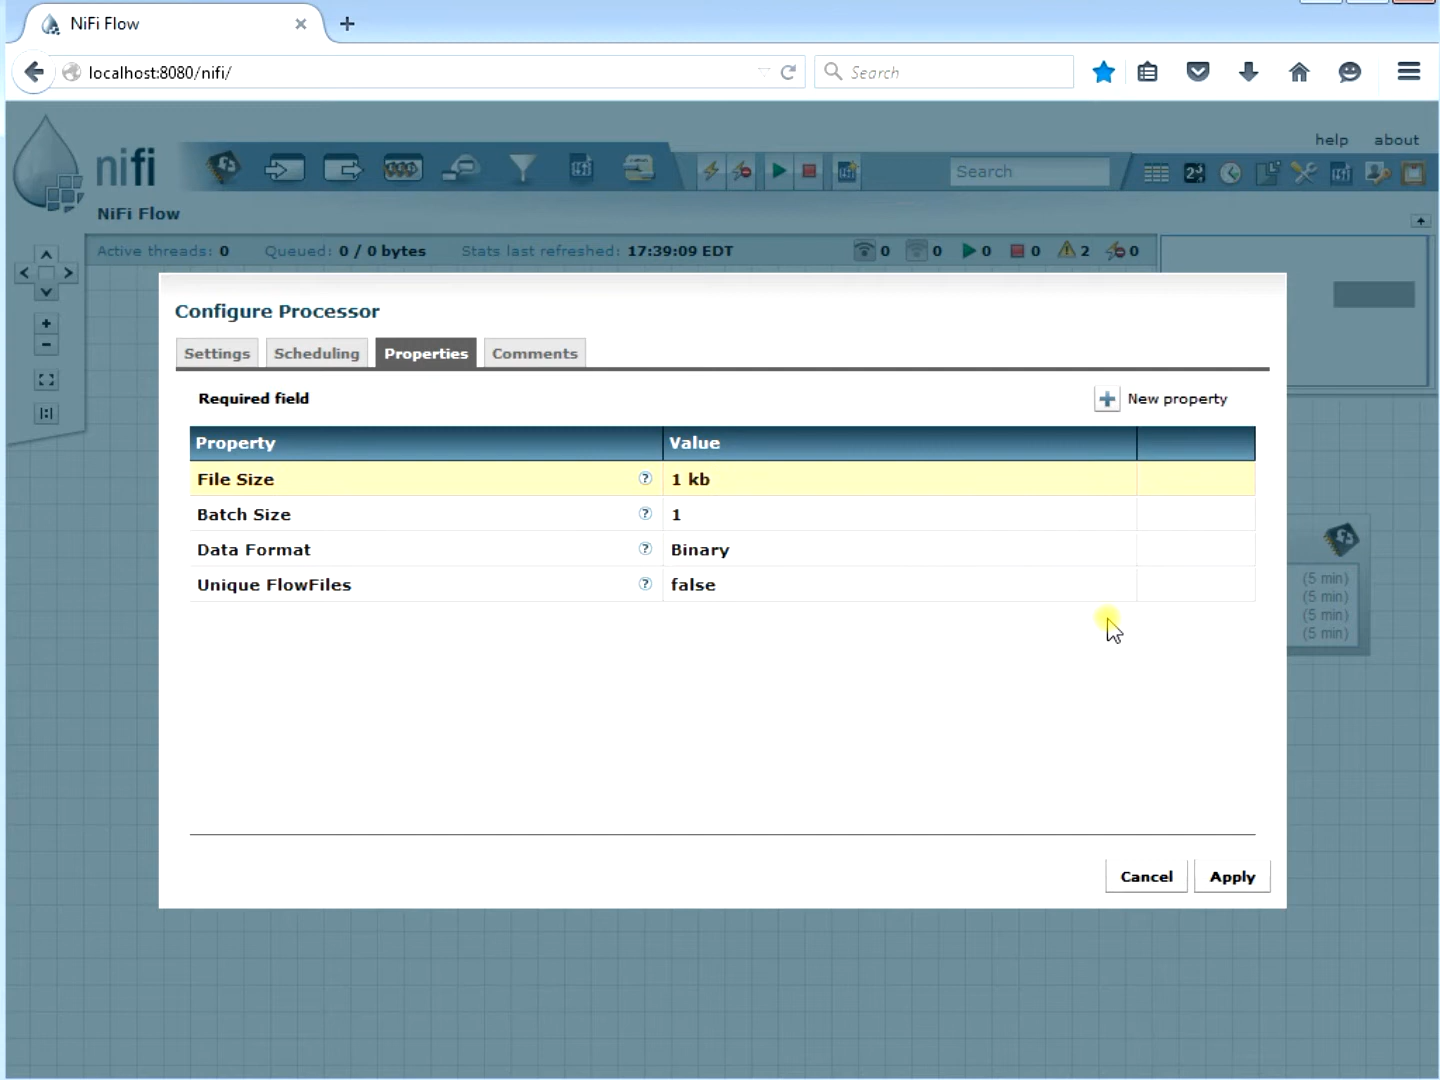 NiFi Flow
localhost:8080/nifi/
Search
help about
nifi
Search
NiFi Flow
Active threads: 0 Queued: 0 / 0 bytes Stats last refreshed: 17:39:09 EDT 0 0 0 0 2 0
Configure Processor
Settings Scheduling Properties Comments
Required field New property
Property Value
File Size ? 1 kb
Batch Size ? 1
Data Format ? Binary
Unique FlowFiles ? false
(5 min)
(5 min)
(5 min)
(5 min)
Cancel Apply